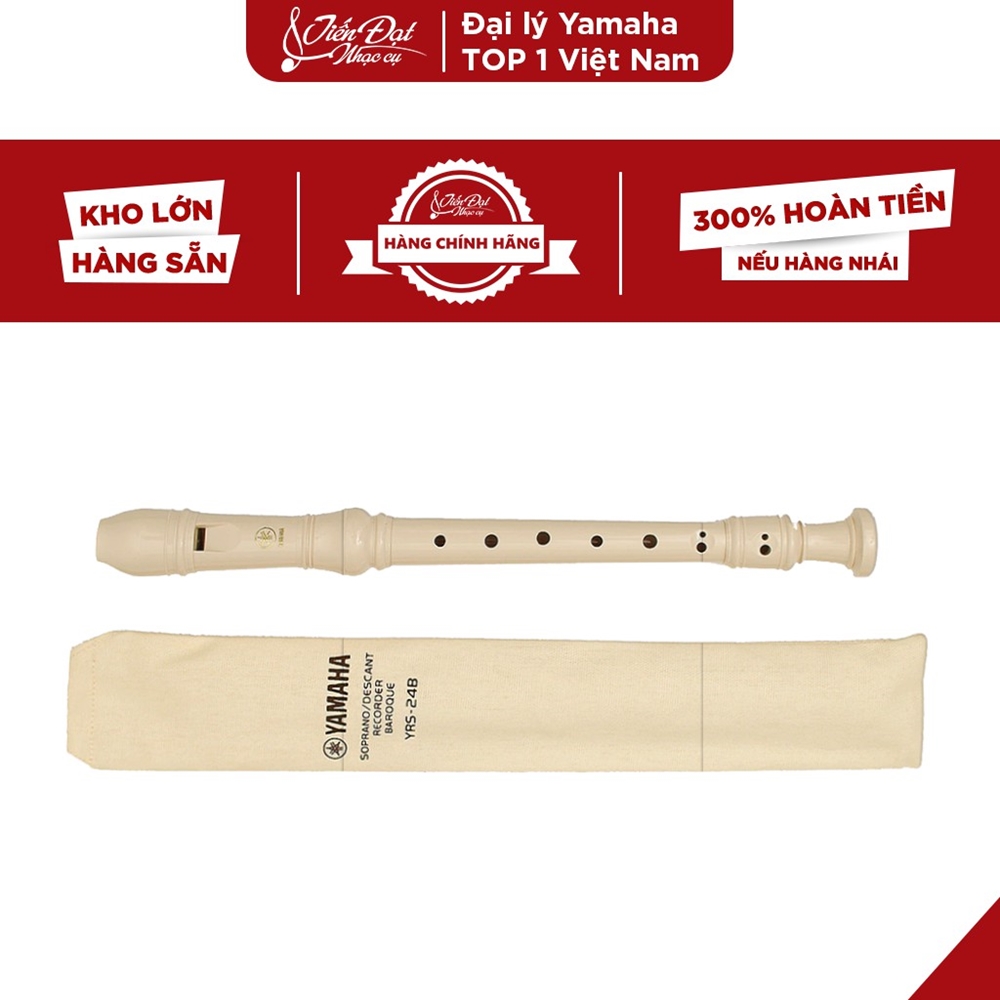 Tiến Đạt
Nhạc cụ
Đại lý Yamaha
TOP 1 Việt Nam
KHO LỚN
HÀNG SẴN
Tiến Đạt
Nhạc cụ
HÀNG CHÍNH HÃNG
300% HOÀN TIỀN
NẾU HÀNG NHÁI
YAMAHA
SOPRANO/DESCANT
RECORDER
BAROQUE
YRS-24B